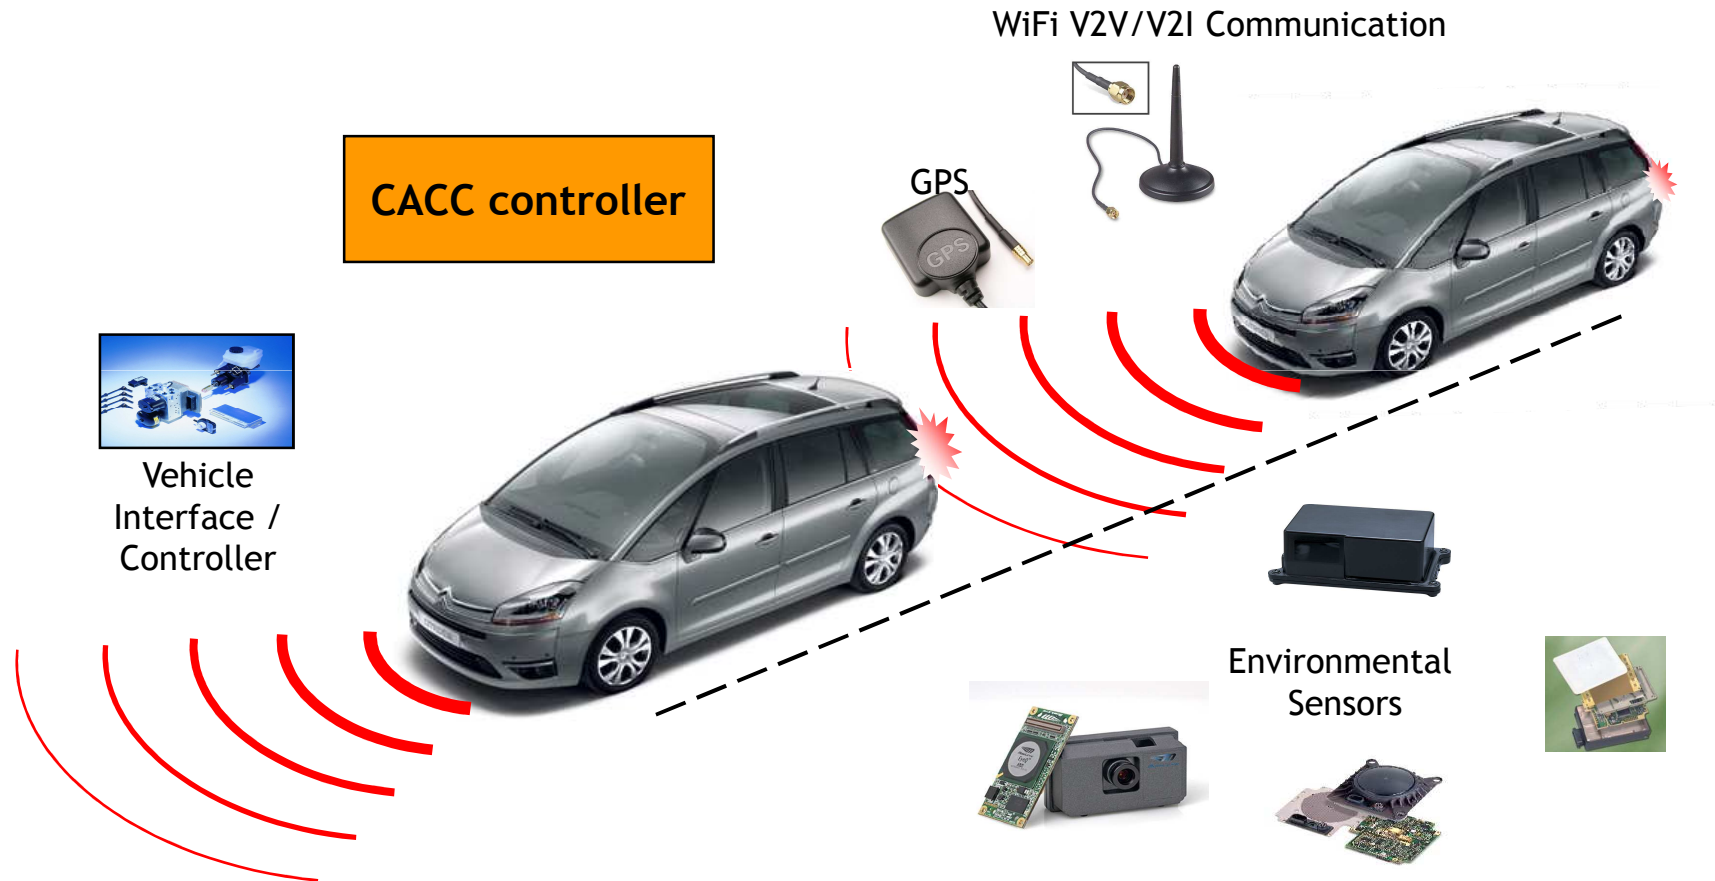 WiFi V2V/V2I Communication
CACC controller
GPS
GPS
Vehicle
Interface /
Controller
Environmental
Sensors